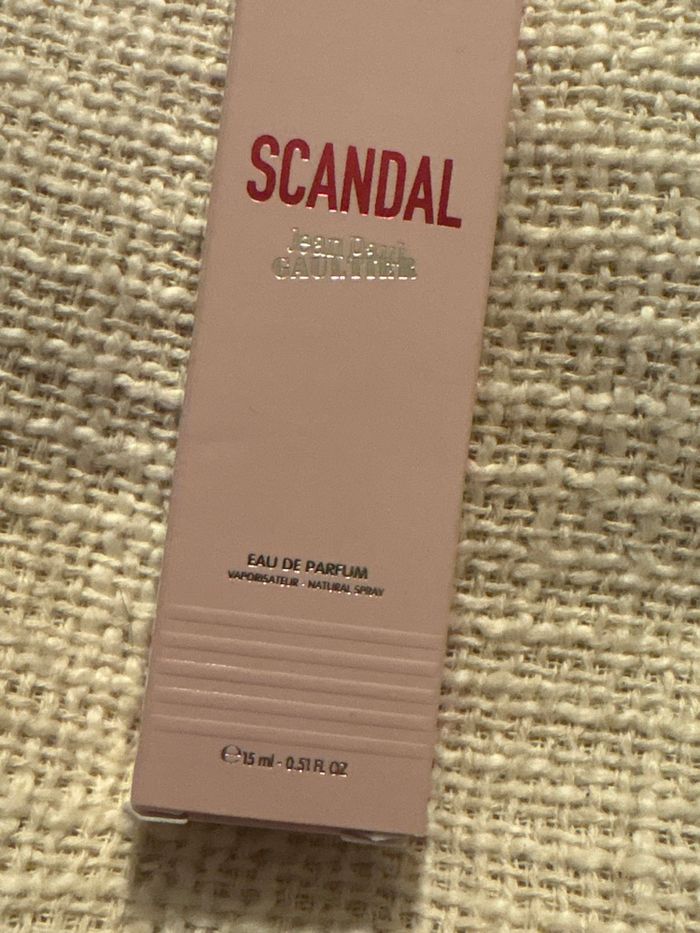 SCANDAL
Jean Paul
GAULTIER
EAU DE PARFUM
VAPORISATEUR - NATURAL SPRAY
℮15 ml - 0.51 FL OZ